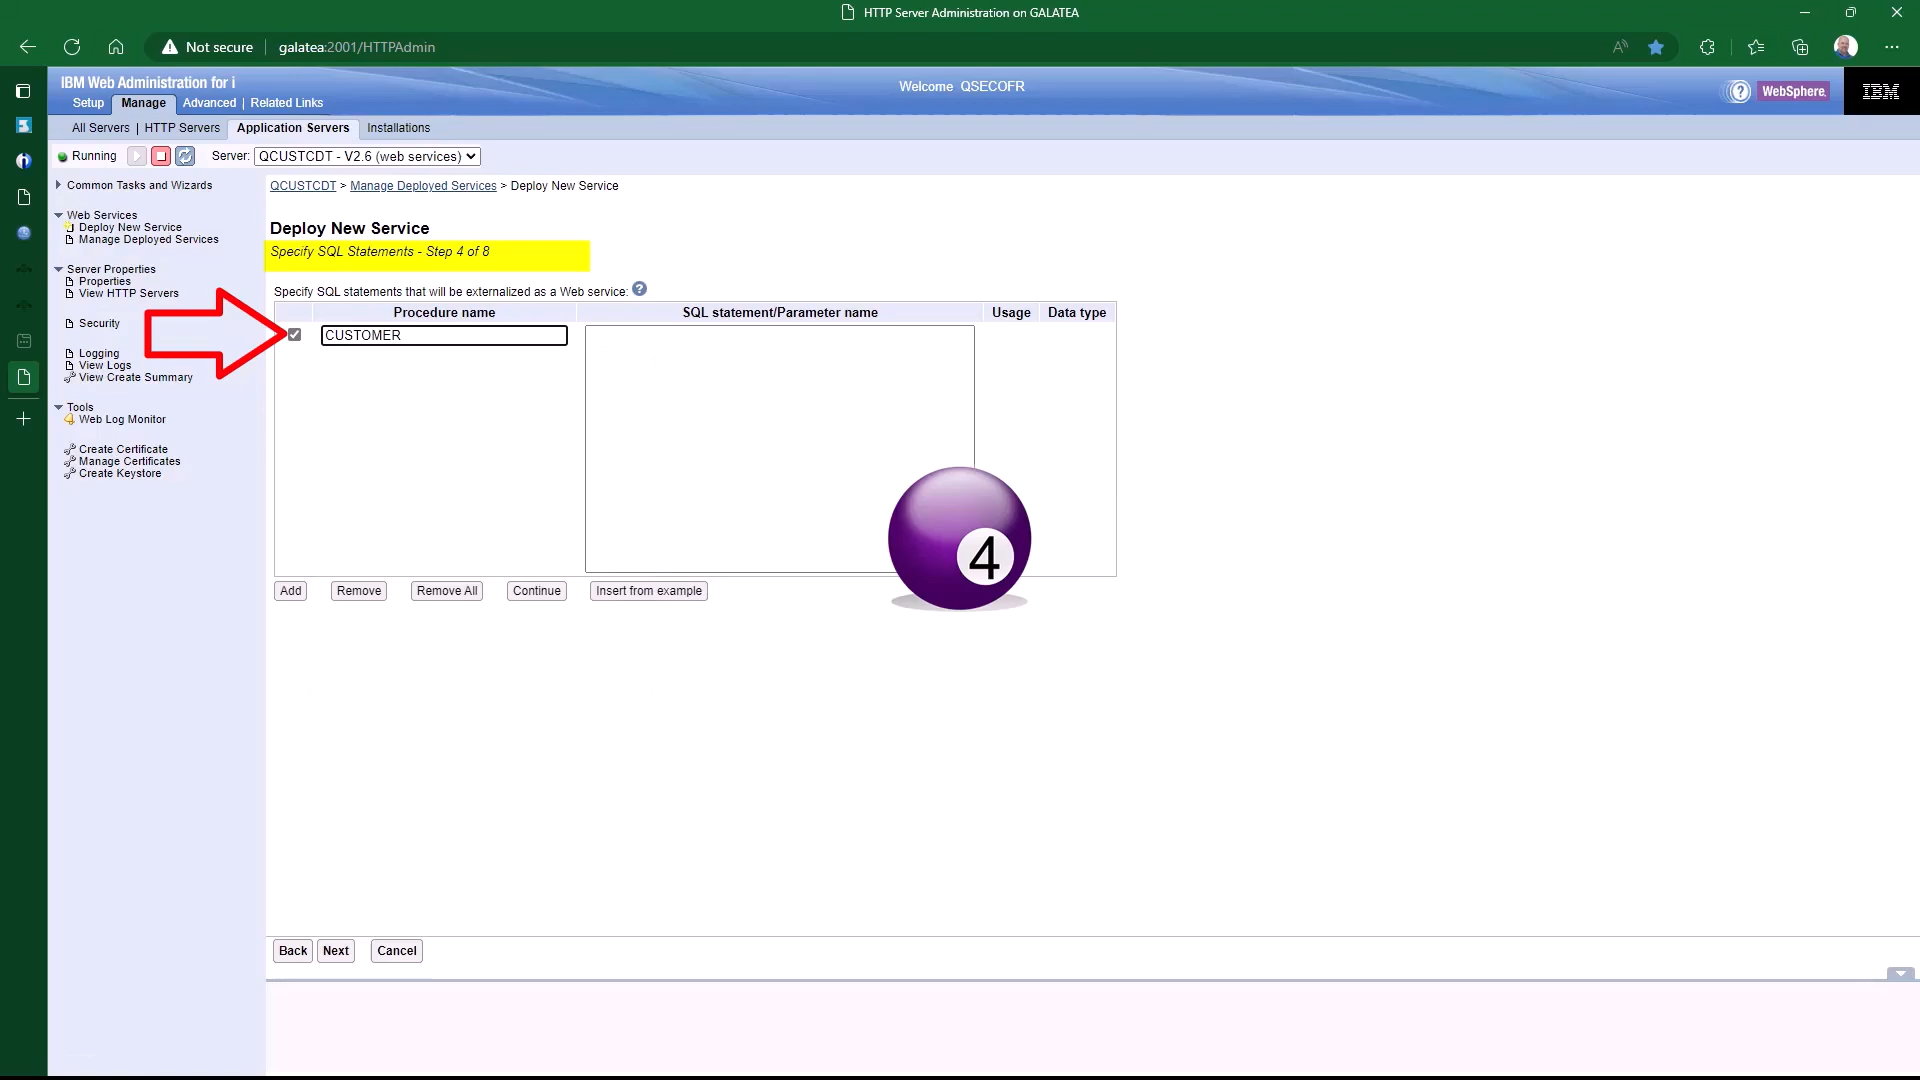 HTTP Server Administration on GALATEA
Not secure
galatea:2001/HTTPAdmin
IBM Web Administration for i
Welcome QSECOFR
WebSphere.
IBM
Setup
Manage
Advanced | Related Links
All Servers | HTTP Servers
Application Servers
Installations
Running
Server:
QCUSTCDT - V2.6 (web services)
Common Tasks and Wizards
Web Services
Deploy New Service
Manage Deployed Services
Server Properties
Properties
View HTTP Servers
Security
Logging
View Logs
View Create Summary
Tools
Web Log Monitor
Create Certificate
Manage Certificates
Create Keystore
QCUSTCDT > Manage Deployed Services > Deploy New Service
Deploy New Service
Specify SQL Statements - Step 4 of 8
Specify SQL statements that will be externalized as a Web service:
Procedure name
SQL statement/Parameter name
Usage
Data type
CUSTOMER
4
Add
Remove
Remove All
Continue
Insert from example
Back
Next
Cancel